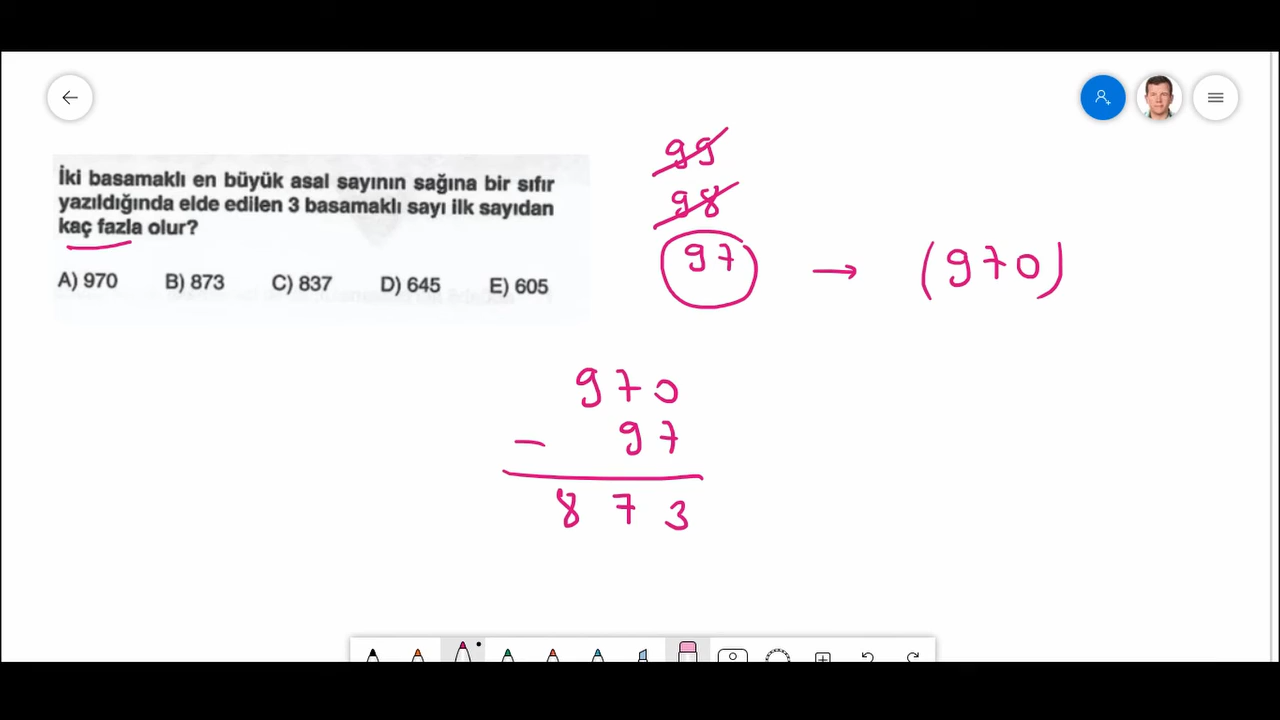 İki basamaklı en büyük asal sayının sağına bir sıfır
yazıldığında elde edilen 3 basamaklı sayı ilk sayıdan
kaç fazla olur?
A) 970 B) 873 C) 837 D) 645 E) 605
99
98
97 → (970)
970
- 97
873